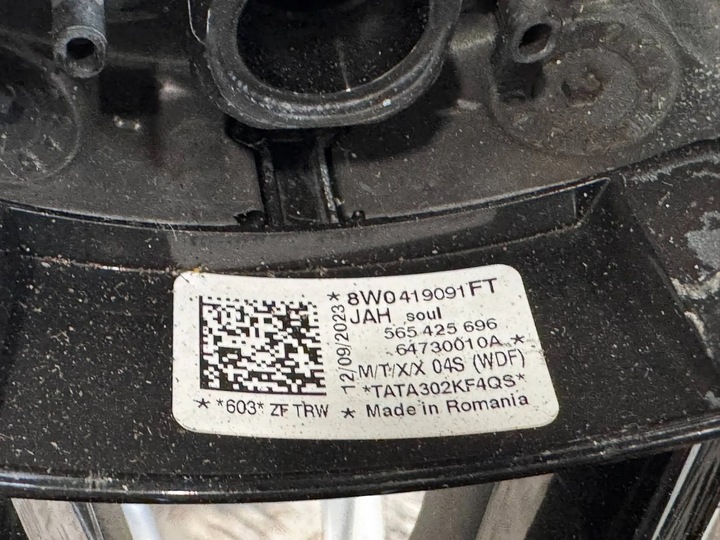 *8W0419091FT
JAH soul
565 425 696
64730010A *
M/T/X/X 04S (WDF)
*TATA302KF4QS*
* Made in Romania
12/09/2023
* *603* ZF TRW